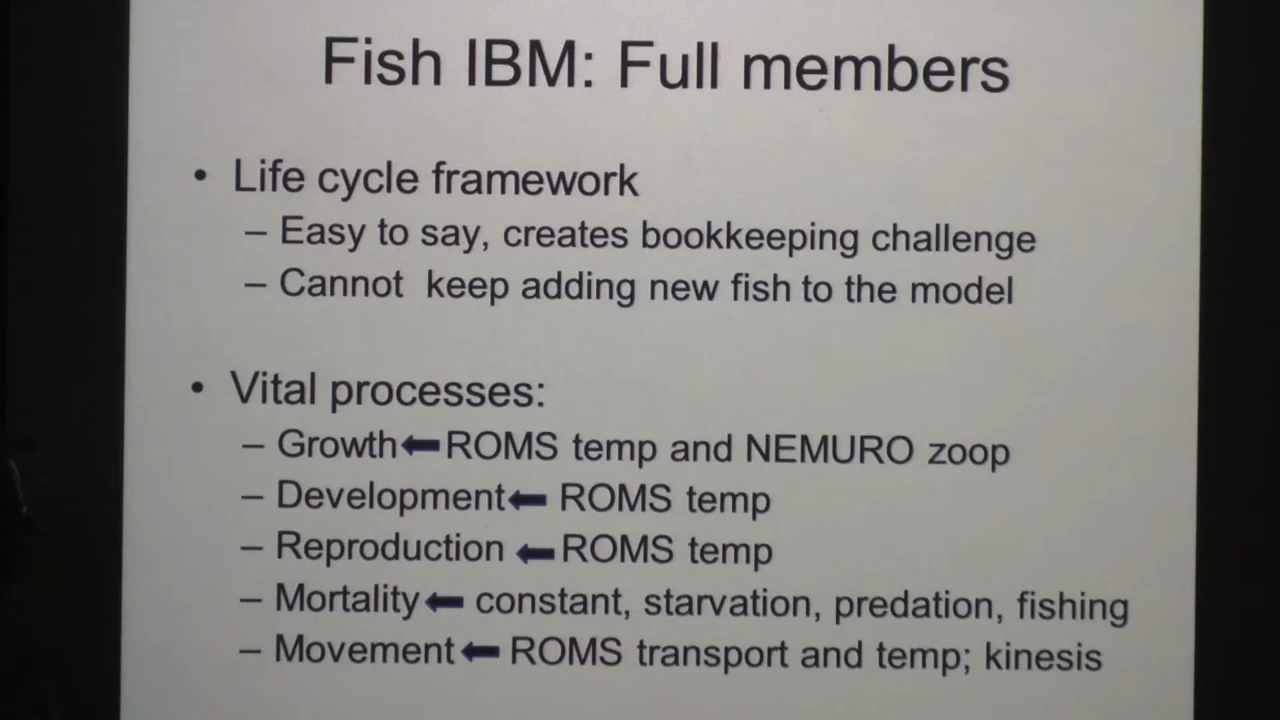 Fish IBM: Full members
• Life cycle framework
– Easy to say, creates bookkeeping challenge
– Cannot keep adding new fish to the model
• Vital processes:
– Growth ← ROMS temp and NEMURO zoop
– Development ← ROMS temp
– Reproduction ← ROMS temp
– Mortality ← constant, starvation, predation, fishing
– Movement ← ROMS transport and temp; kinesis